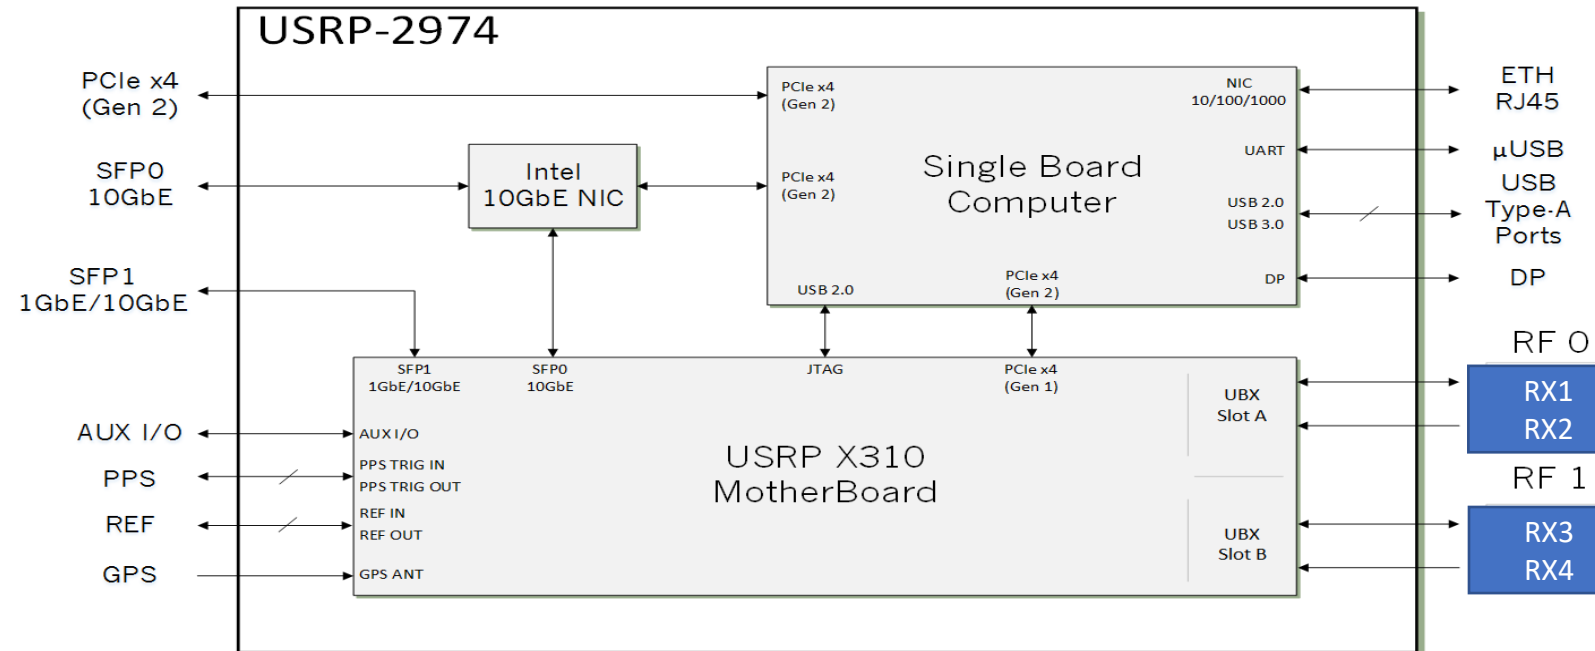 USRP-2974
PCIe x4
(Gen 2)
SFP0
10GbE
SFP1
1GbE/10GbE
AUX I/O
PPS
REF
GPS
Intel
10GbE NIC
PCIe x4
(Gen 2)
PCIe x4
(Gen 2)
NIC
10/100/1000
UART
USB 2.0
USB 3.0
DP
Single Board
Computer
USB 2.0
PCIe x4
(Gen 2)
SFP1
1GbE/10GbE
SFP0
10GbE
JTAG
PCIe x4
(Gen 1)
AUX I/O
PPS TRIG IN
PPS TRIG OUT
REF IN
REF OUT
GPS ANT
USRP X310
MotherBoard
UBX
Slot A
UBX
Slot B
ETH
RJ45
µUSB
USB
Type-A
Ports
DP
RF 0
RX1
RX2
RF 1
RX3
RX4